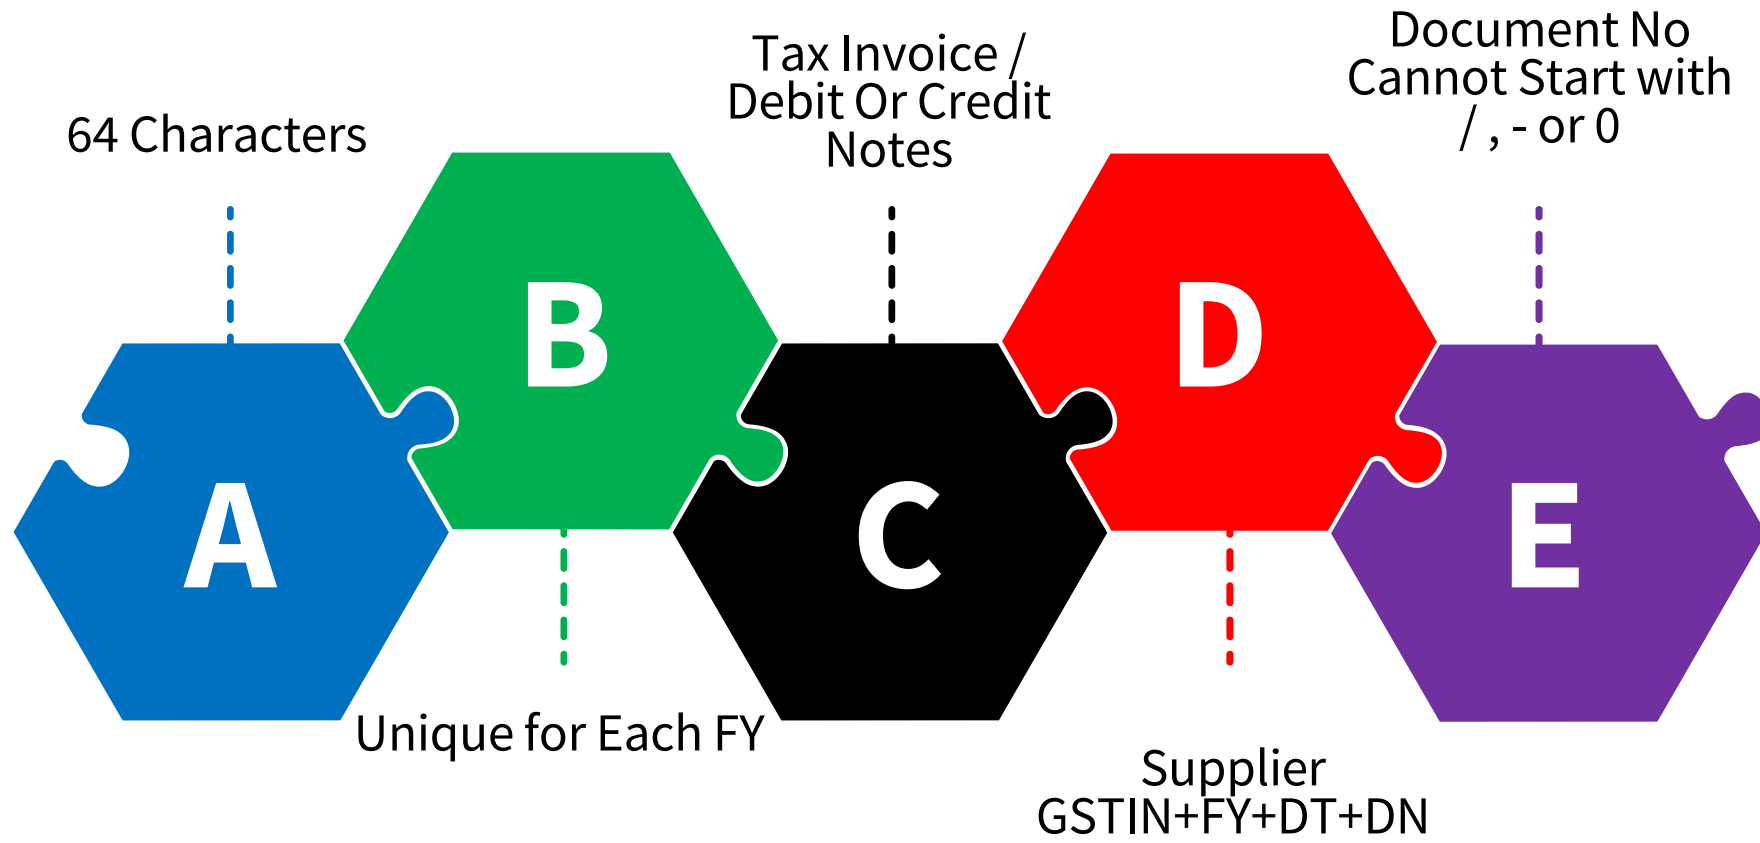 64 Characters
A
B
Unique for Each FY
Tax Invoice /
Debit Or Credit
Notes
C
D
Supplier
GSTIN+FY+DT+DN
Document No
Cannot Start with
/ , - or 0
E